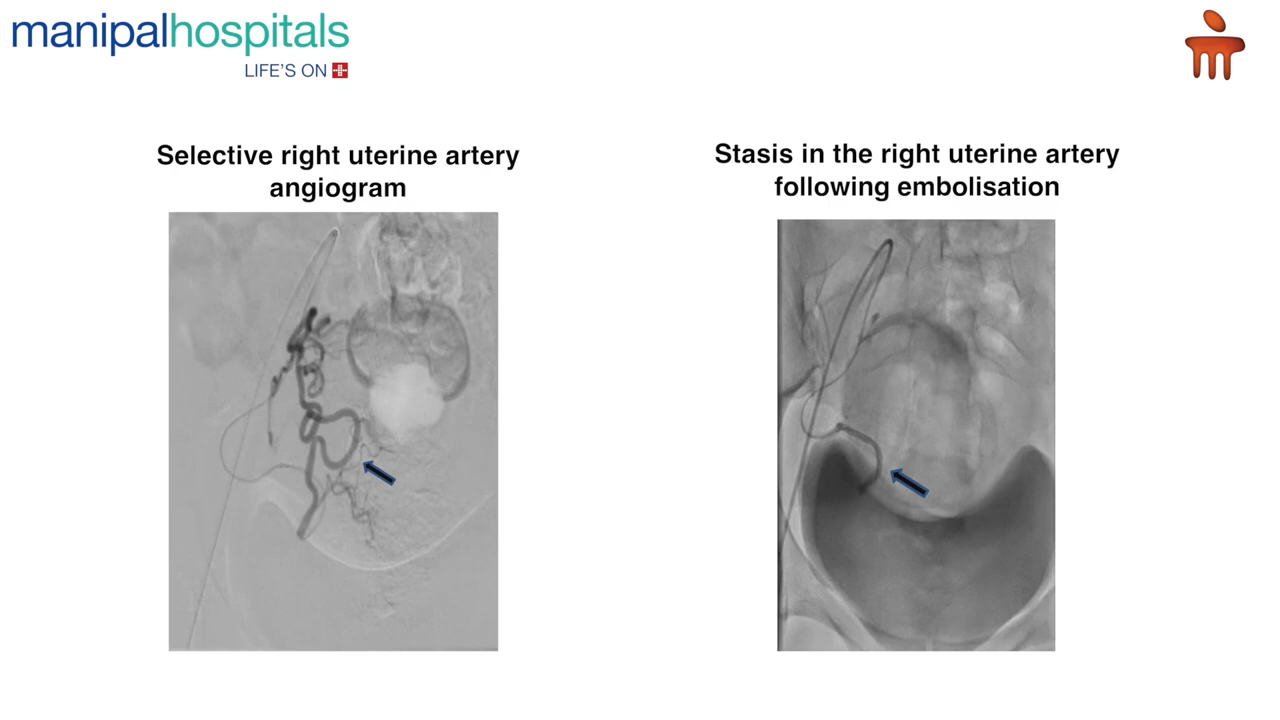 manipalhospitals
LIFE'S ON
Selective right uterine artery
angiogram
Stasis in the right uterine artery
following embolisation